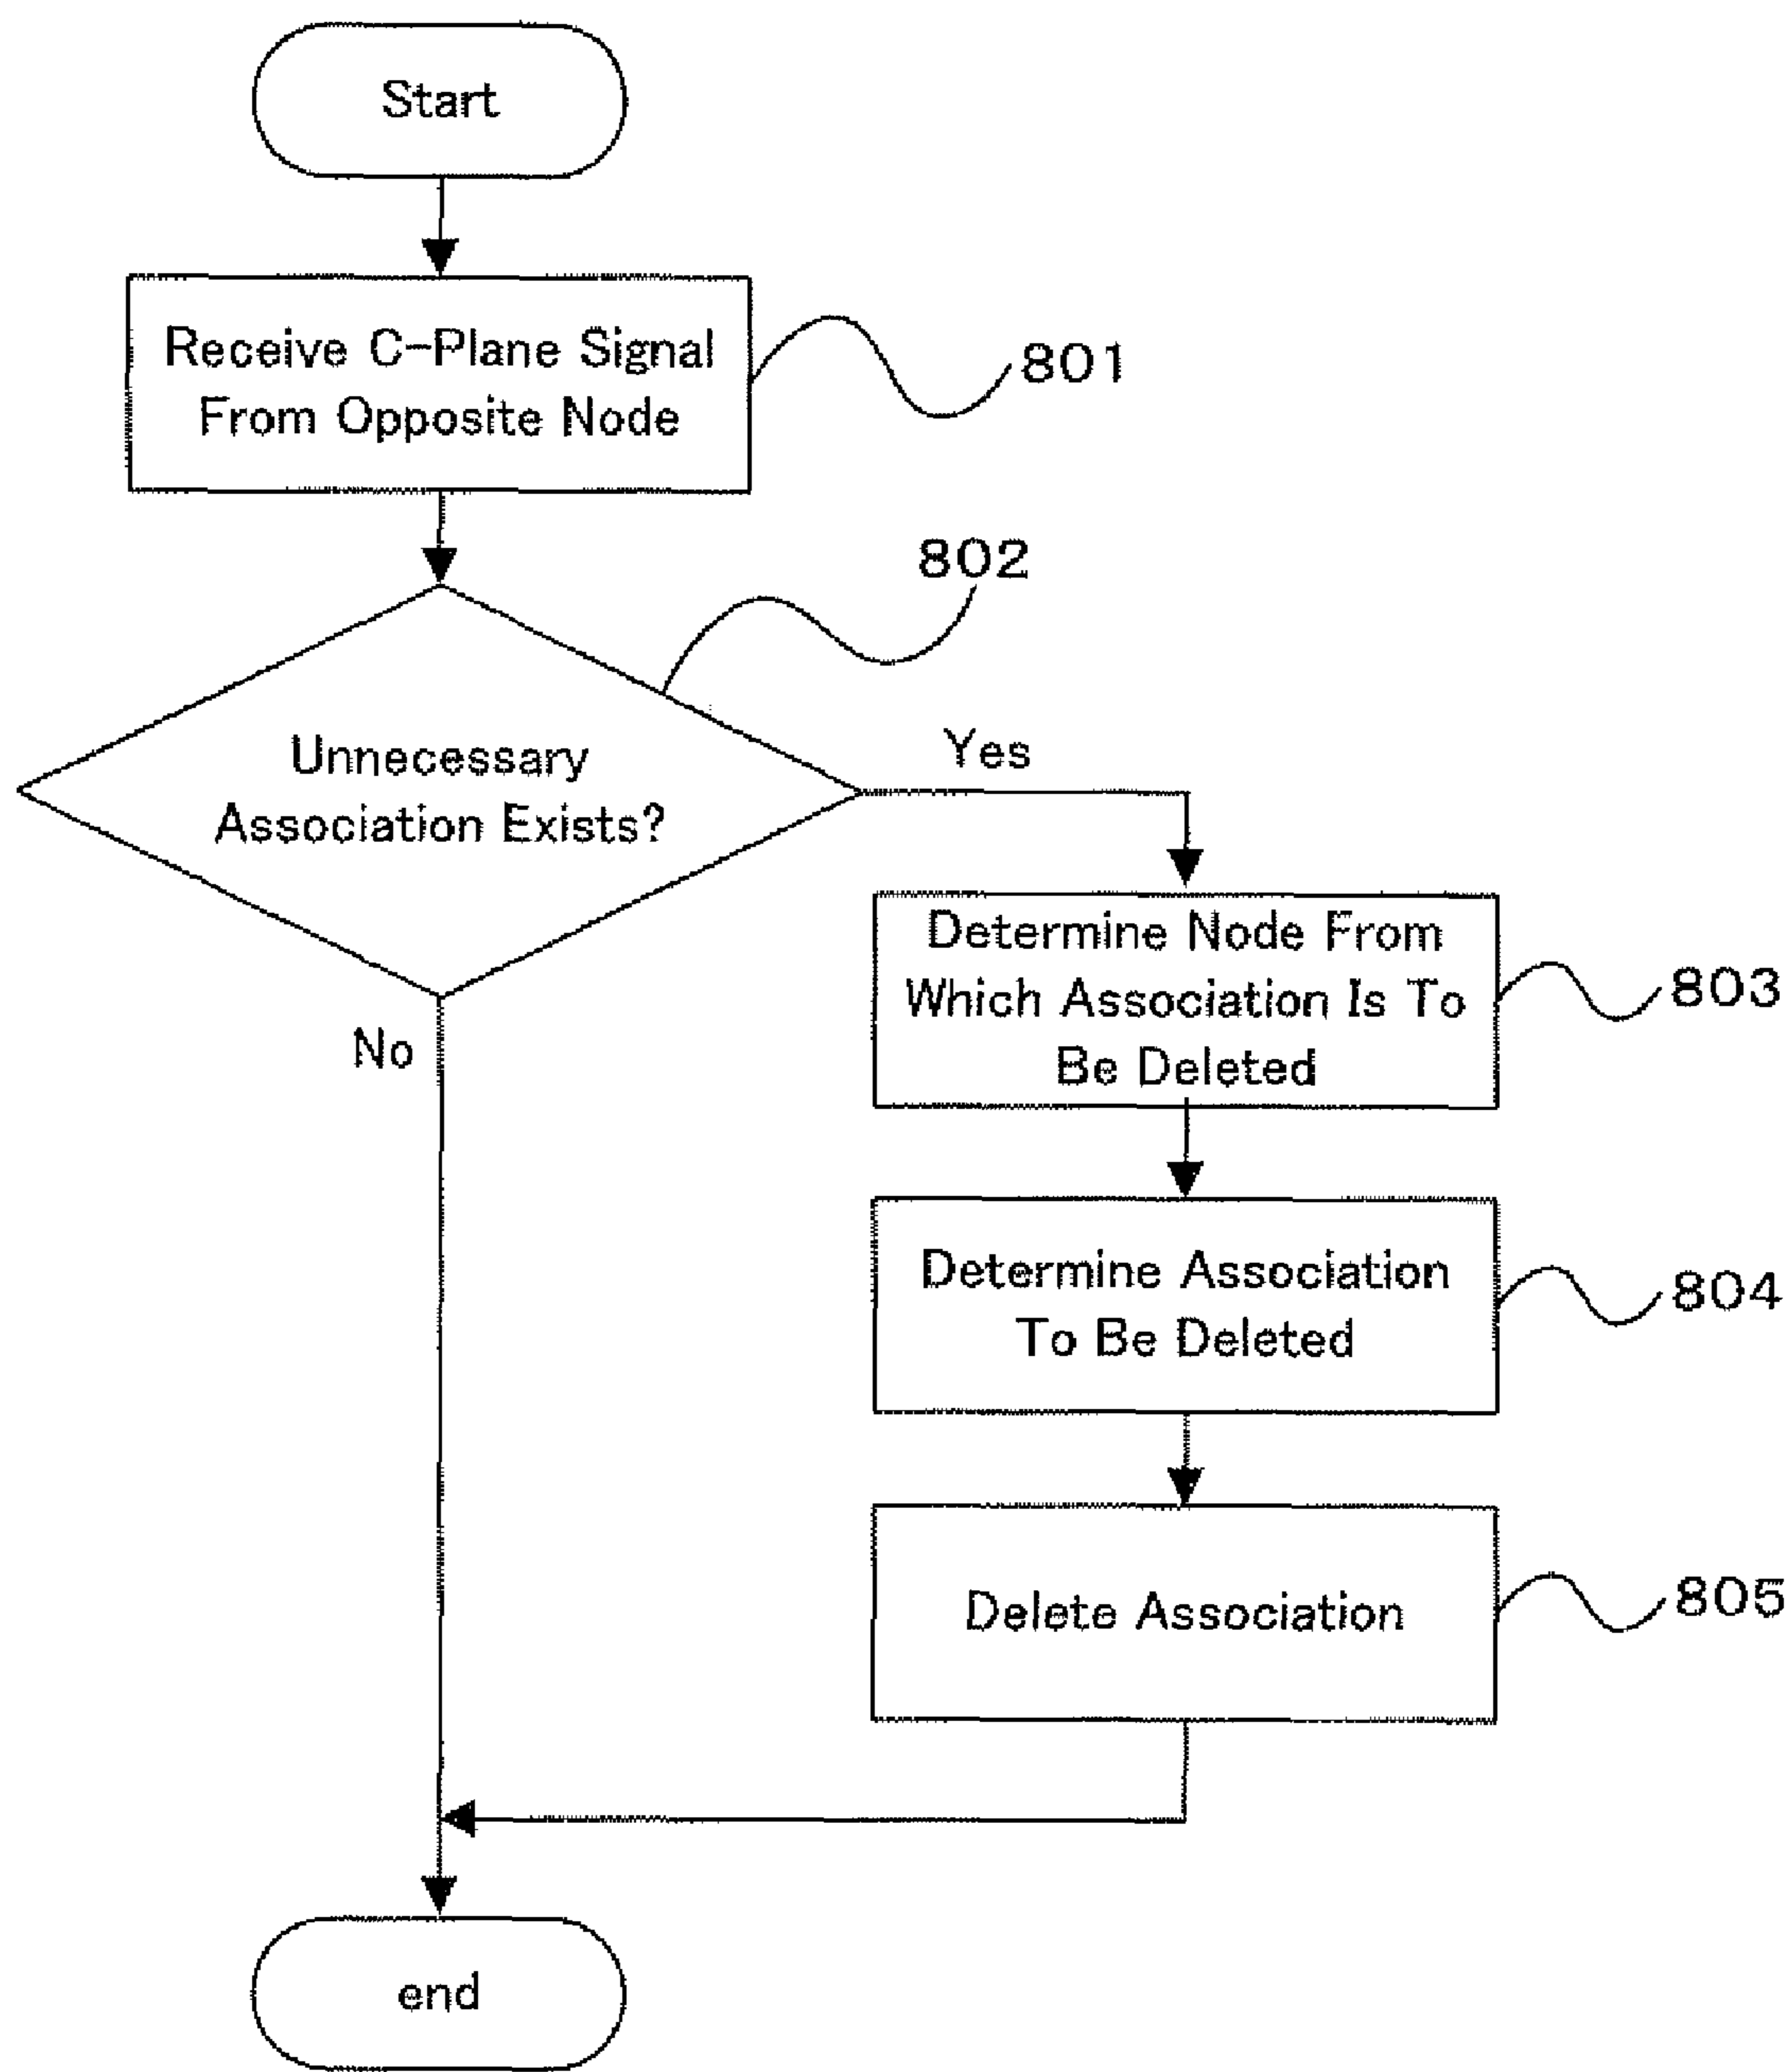 Start
Receive C-Plane Signal
From Opposite Node
801
802
Unnecessary
Association Exists?
Yes
No
Determine Node From
Which Association Is To
Be Deleted
803
Determine Association
To Be Deleted
804
Delete Association
805
end